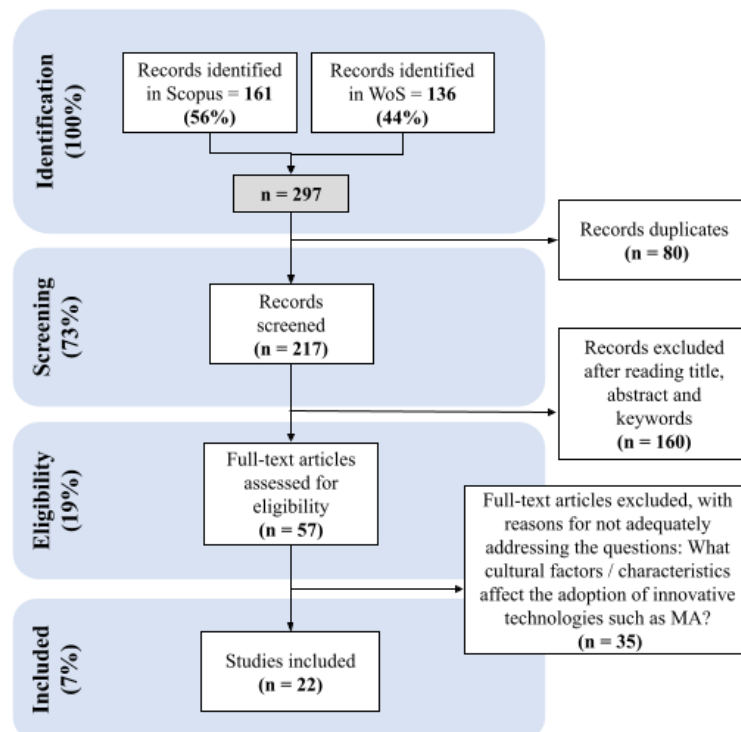 Identification
(100%)
Records identified
in Scopus = 161
(56%)
Records identified
in WoS = 136
(44%)
n = 297
Records duplicates
(n = 80)
Screening
(73%)
Records
screened
(n = 217)
Records excluded
after reading title,
abstract and
keywords
(n = 160)
Eligibility
(19%)
Full-text articles
assessed for
eligibility
(n = 57)
Full-text articles excluded, with
reasons for not adequately
addressing the questions: What
cultural factors / characteristics
affect the adoption of innovative
technologies such as MA?
(n = 35)
Included
(7%)
Studies included
(n = 22)